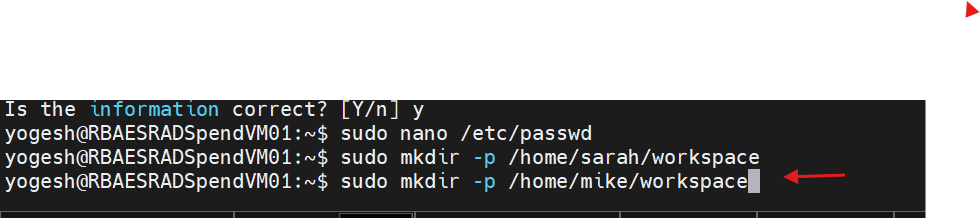 Is the information correct? [Y/n] y
yogesh@RBAESRADSpendVM01:~$ sudo nano /etc/passwd
yogesh@RBAESRADSpendVM01:~$ sudo mkdir -p /home/sarah/workspace
yogesh@RBAESRADSpendVM01:~$ sudo mkdir -p /home/mike/workspace